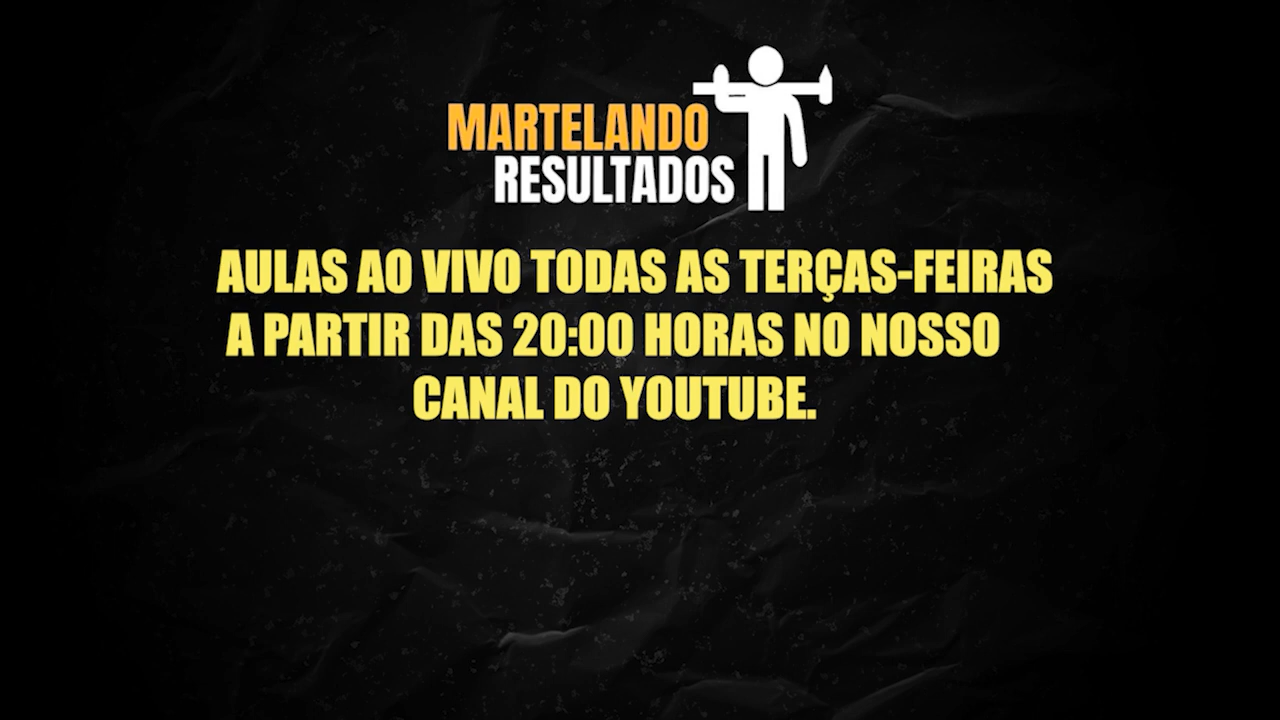 MARTELANDO
RESULTADOS
AULAS AO VIVO TODAS AS TERÇAS-FEIRAS
A PARTIR DAS 20:00 HORAS NO NOSSO
CANAL DO YOUTUBE.